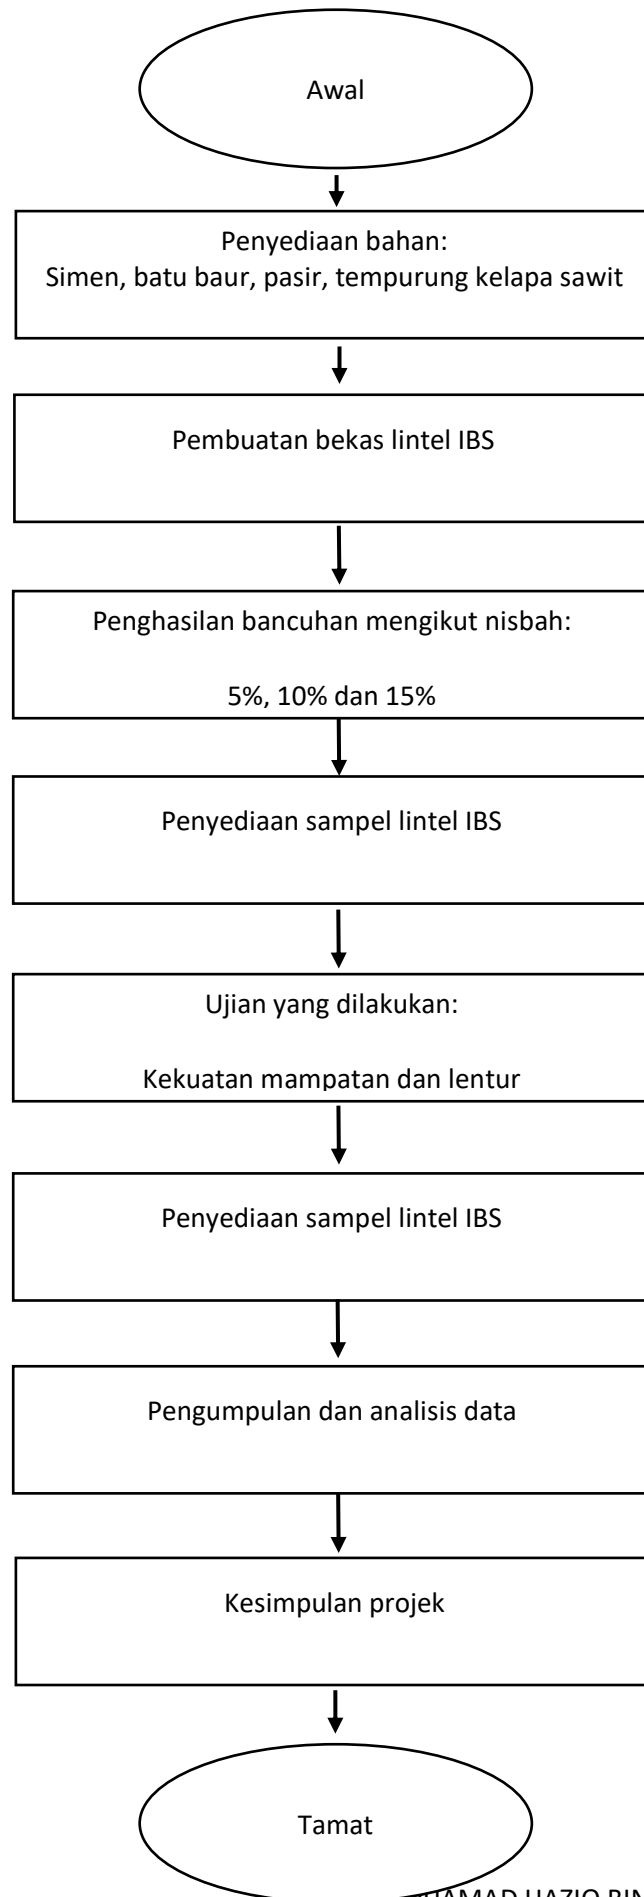 Awal
Penyediaan bahan:
Simen, batu baur, pasir, tempurung kelapa sawit
Pembuatan bekas lintel IBS
Penghasilan bancuhan mengikut nisbah:
5%, 10% dan 15%
Penyediaan sampel lintel IBS
Ujian yang dilakukan:
Kekuatan mampatan dan lentur
Penyediaan sampel lintel IBS
Pengumpulan dan analisis data
Kesimpulan projek
Tamat
HAZIQ BIN